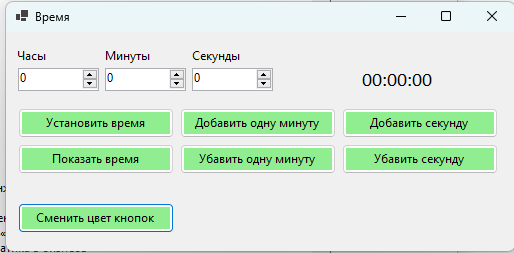 Время
Часы Минуты Секунды
0 0 0 00:00:00
Установить время Добавить одну минуту Добавить секунду
Показать время Убавить одну минуту Убавить секунду
Сменить цвет кнопок